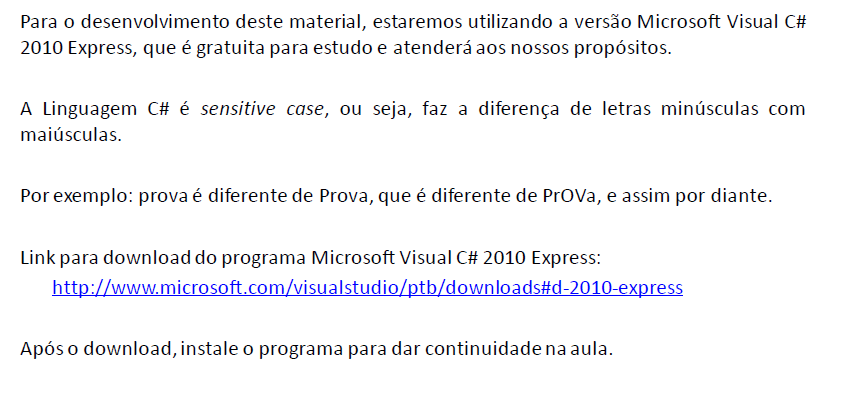 Para o desenvolvimento deste material, estaremos utilizando a versão Microsoft Visual C#
2010 Express, que é gratuita para estudo e atenderá aos nossos propósitos.
A Linguagem C# é sensitive case, ou seja, faz a diferença de letras minúsculas com
maiúsculas.
Por exemplo: prova é diferente de Prova, que é diferente de PrOVa, e assim por diante.
Link para download do programa Microsoft Visual C# 2010 Express:
http://www.microsoft.com/visualstudio/ptb/downloads#d-2010-express
Após o download, instale o programa para dar continuidade na aula.